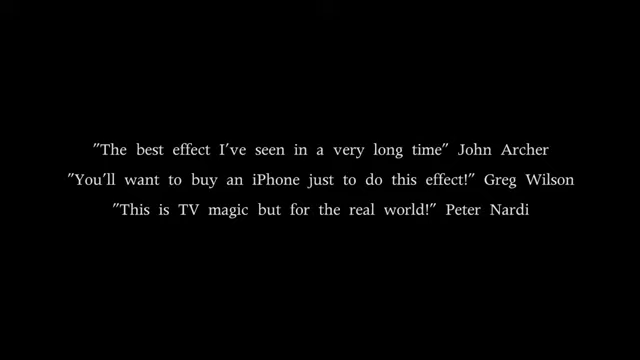 "The best effect I've seen in a very long time" John Archer
"You'll want to buy an iPhone just to do this effect!" Greg Wilson
"This is TV magic but for the real world!" Peter Nardi